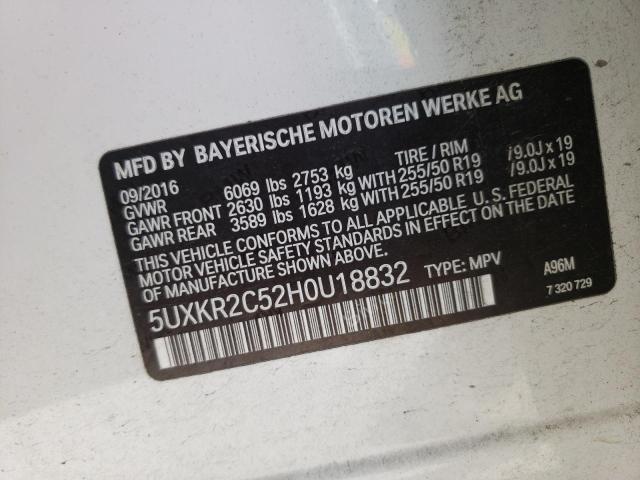 MFD BY BAYERISCHE MOTOREN WERKE AG
09/2016 TIRE / RIM
GVWR 6069 lbs 2753 kg
GAWR FRONT 2630 lbs 1193 kg WITH 255/50 R19 /9.0J x 19
GAWR REAR 3589 lbs 1628 kg WITH 255/50 R19 /9.0J x 19
THIS VEHICLE CONFORMS TO ALL APPLICABLE U.S. FEDERAL
MOTOR VEHICLE SAFETY STANDARDS IN EFFECT ON THE DATE
OF MANUFACTURE SHOWN ABOVE.
5UXKR2C52H0U18832 TYPE: MPV A96M
7 320 729